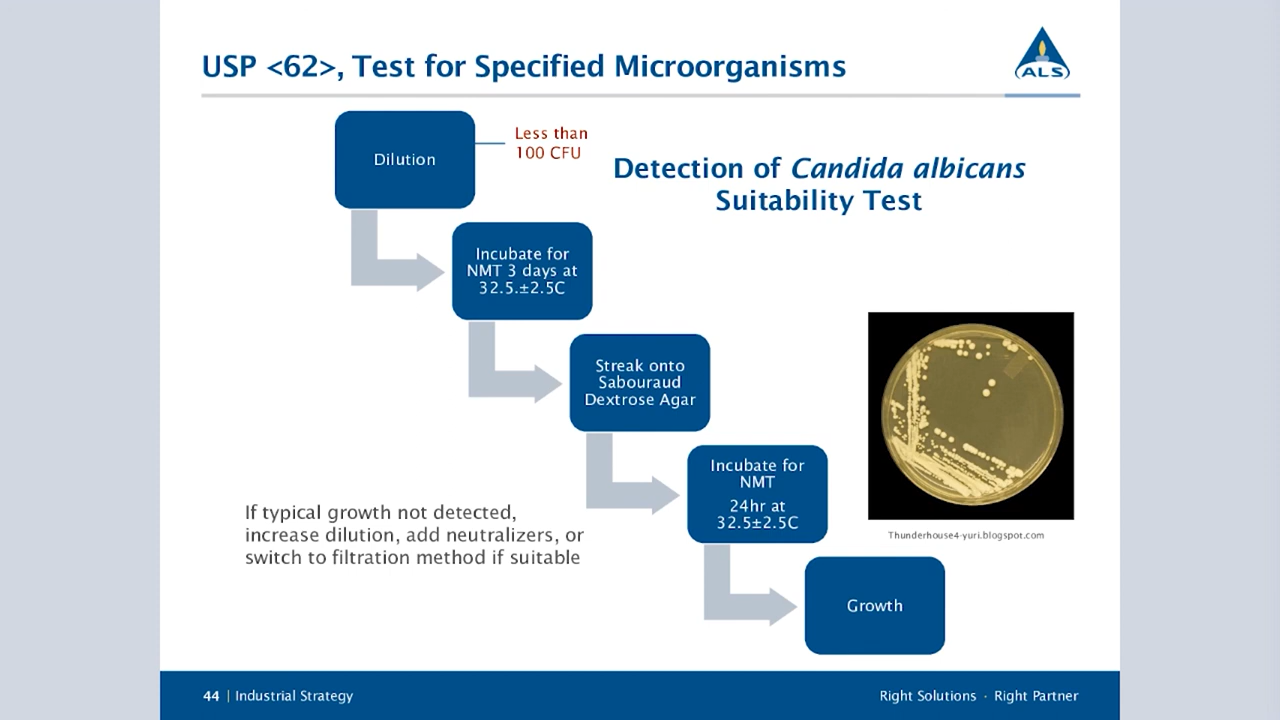 USP <62>, Test for Specified Microorganisms
ALS
Dilution
Less than
100 CFU
Detection of Candida albicans
Suitability Test
Incubate for
NMT 3 days at
32.5.±2.5C
Streak onto
Sabouraud
Dextrose Agar
Incubate for
NMT
24hr at
32.5±2.5C
Thunderhouse4-yuri.blogspot.com
If typical growth not detected,
increase dilution, add neutralizers, or
switch to filtration method if suitable
Growth
44 | Industrial Strategy
Right Solutions · Right Partner